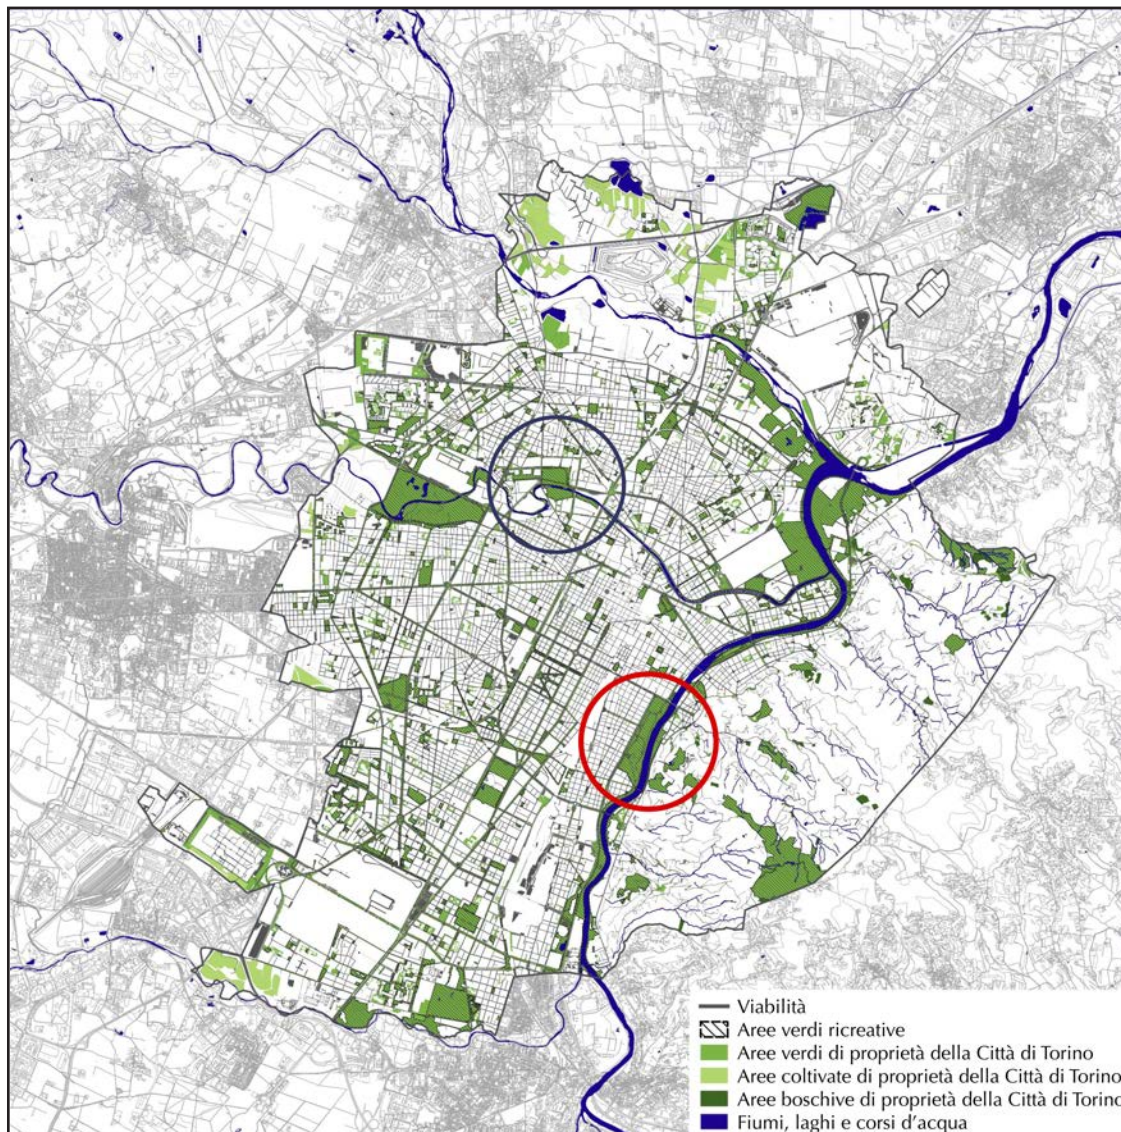 Viabilità
Aree verdi ricreative
Aree verdi di proprietà della Città di Torino
Aree coltivate di proprietà della Città di Torino
Aree boschive di proprietà della Città di Torino
Fiumi, laghi e corsi d'acqua